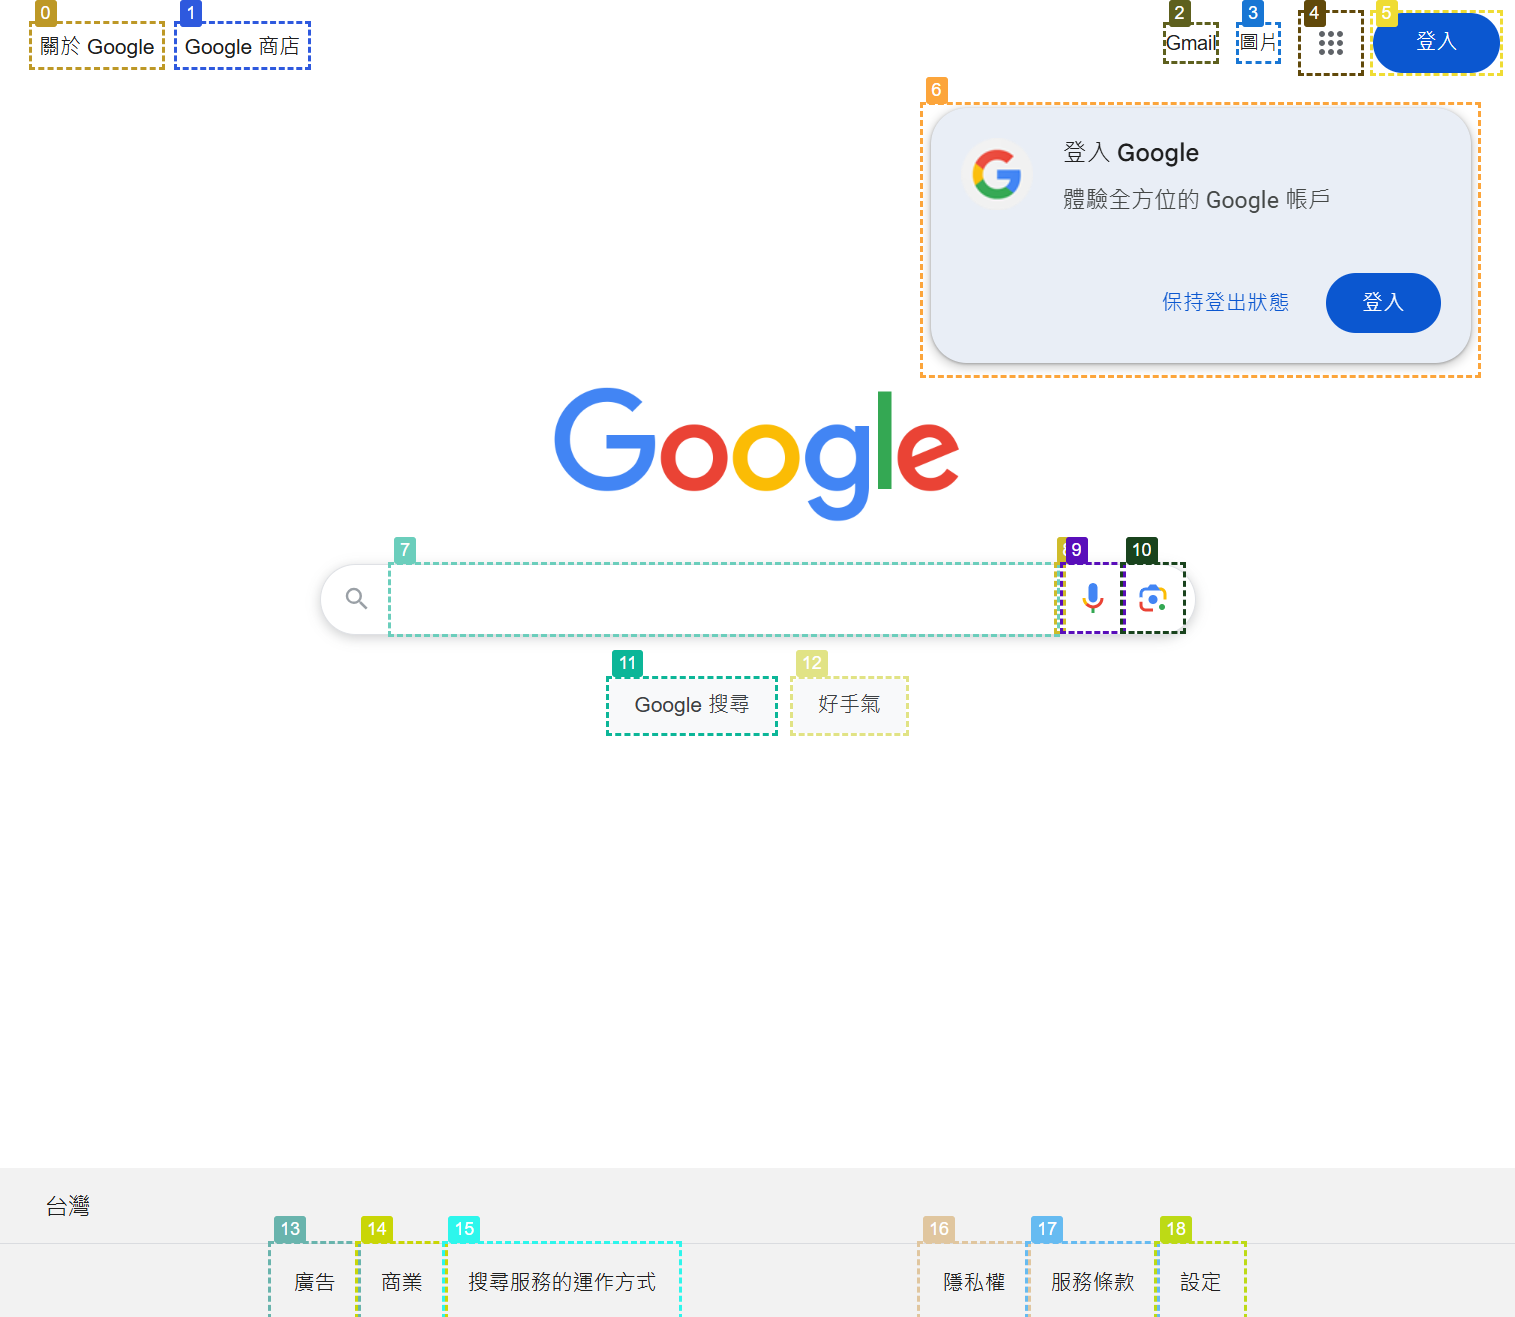 0 1 2 3 4 5
關於 Google Google 商店 Gmail 圖片 登入
6
登入 Google
體驗全方位的 Google 帳戶
保持登出狀態 登入
Google
7 9 10
11 12
Google 搜尋 好手氣
台灣
13 14 15 16 17 18
廣告 商業 搜尋服務的運作方式 隱私權 服務條款 設定